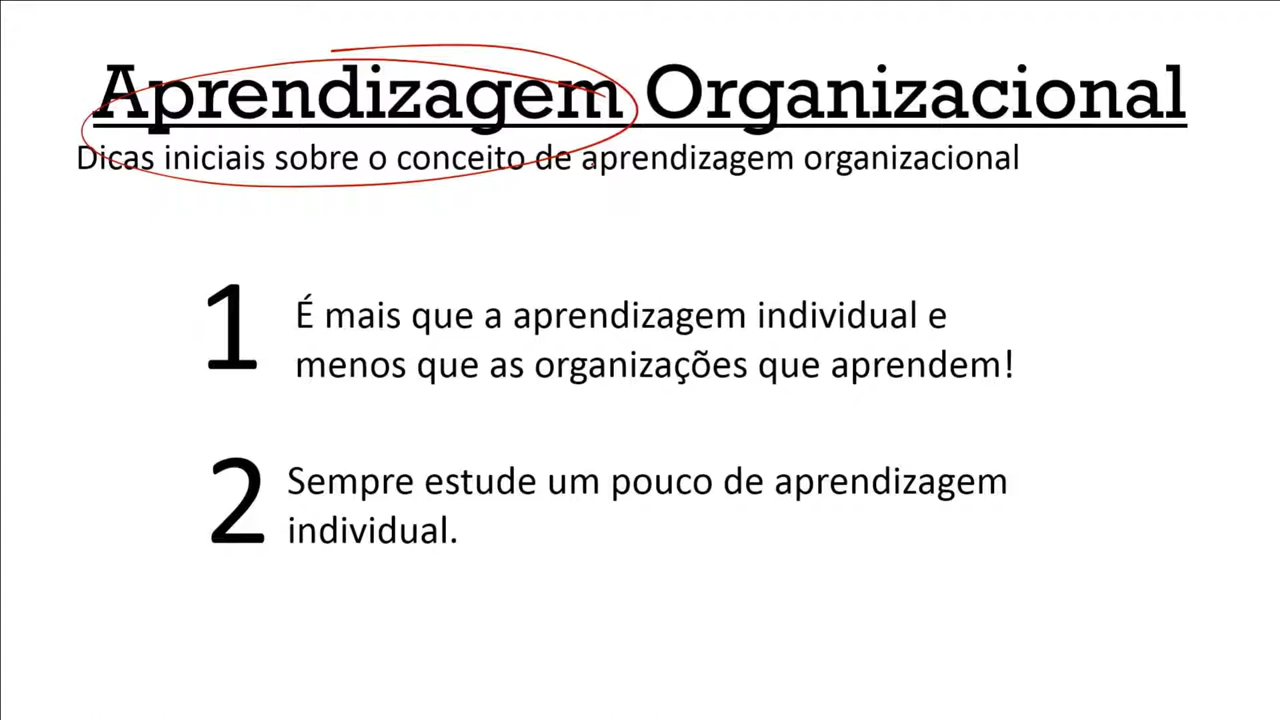 Aprendizagem Organizacional
Dicas iniciais sobre o conceito de aprendizagem organizacional
1 É mais que a aprendizagem individual e
menos que as organizações que aprendem!
2 Sempre estude um pouco de aprendizagem
individual.